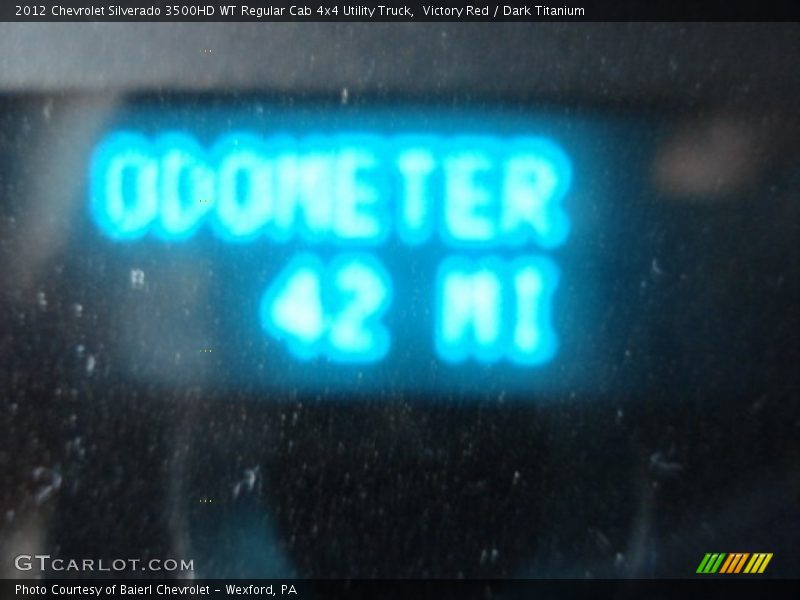 2012 Chevrolet Silverado 3500HD WT Regular Cab 4x4 Utility Truck,  Victory Red / Dark Titanium
ODOMETER
42 MI
GTCARLOT.COM
Photo Courtesy of Baierl Chevrolet - Wexford, PA